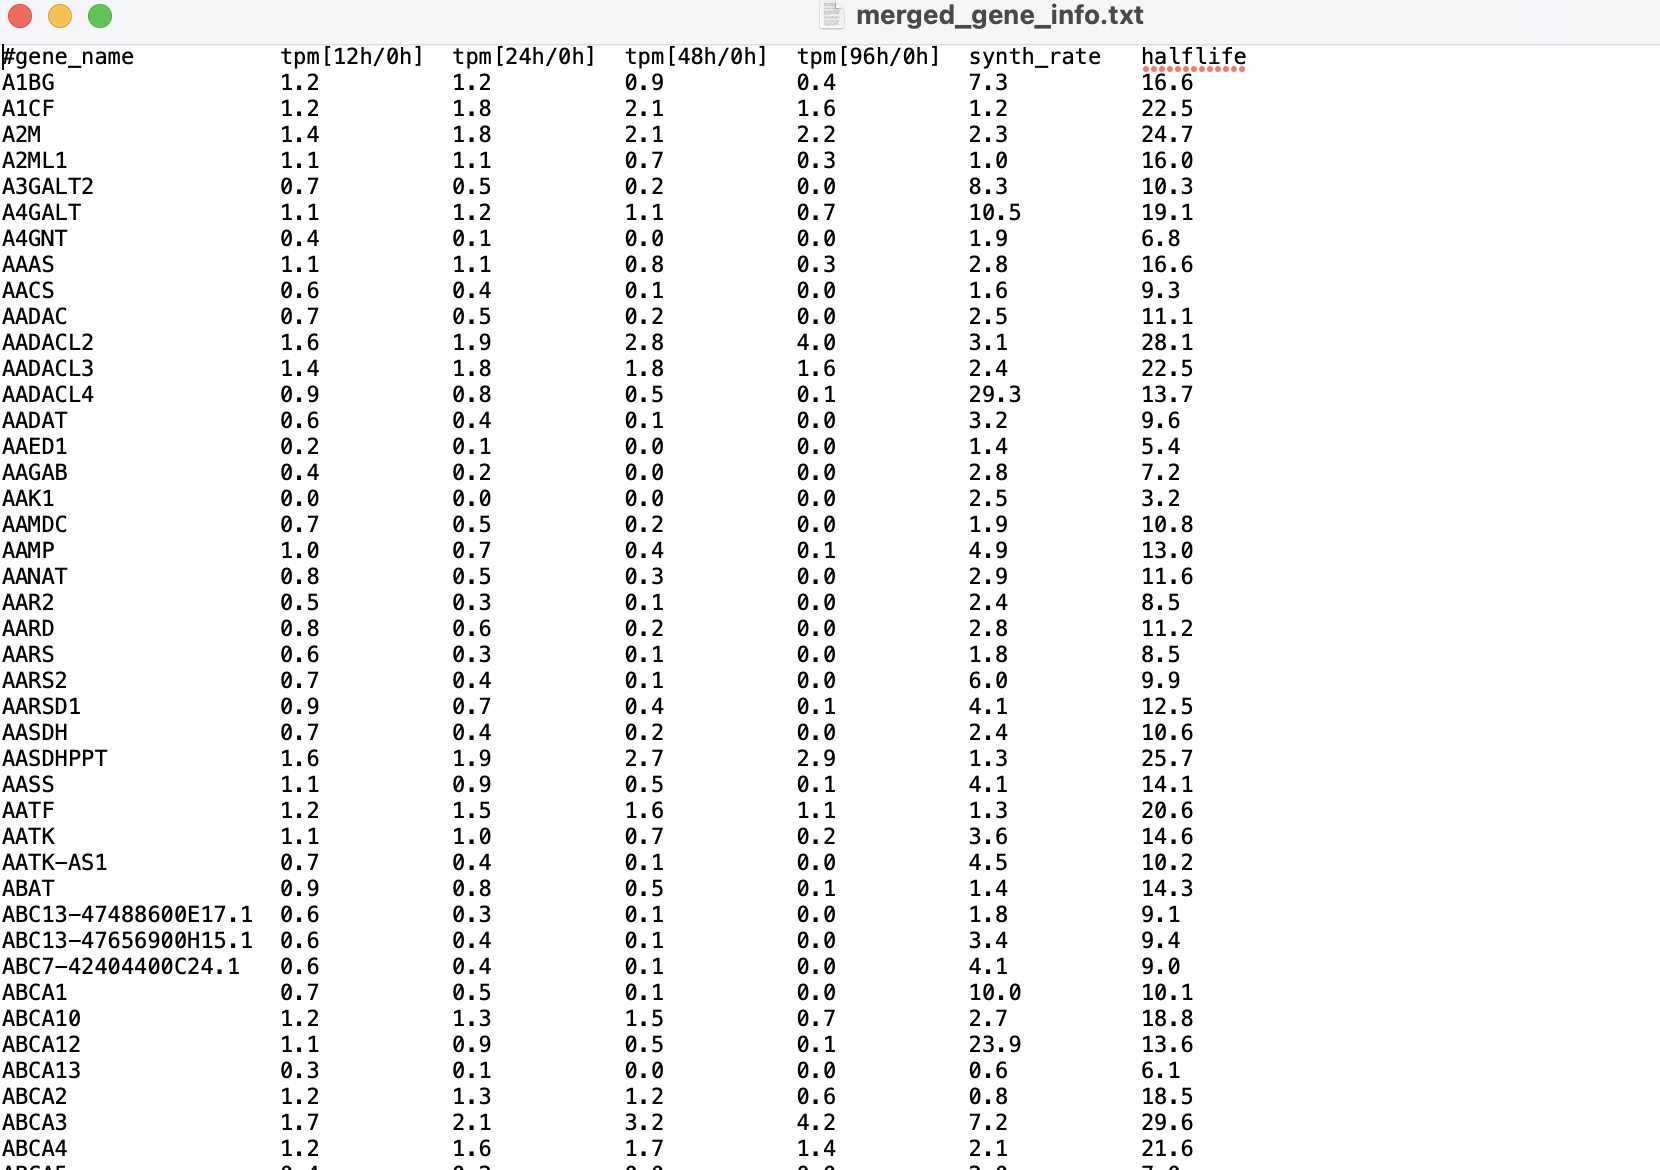 merged_gene_info.txt
#gene_name tpm[12h/0h] tpm[24h/0h] tpm[48h/0h] tpm[96h/0h] synth_rate halflife
A1BG 1.2 1.2 0.9 0.4 7.3 16.6
A1CF 1.2 1.8 2.1 1.6 1.2 22.5
A2M 1.4 1.8 2.1 2.2 2.3 24.7
A2ML1 1.1 1.1 0.7 0.3 1.0 16.0
A3GALT2 0.7 0.5 0.2 0.0 8.3 10.3
A4GALT 1.1 1.2 1.1 0.7 10.5 19.1
A4GNT 0.4 0.1 0.0 0.0 1.9 6.8
AAAS 1.1 1.1 0.8 0.3 2.8 16.6
AACS 0.6 0.4 0.1 0.0 1.6 9.3
AADAC 0.7 0.5 0.2 0.0 2.5 11.1
AADACL2 1.6 1.9 2.8 4.0 3.1 28.1
AADACL3 1.4 1.8 1.8 1.6 2.4 22.5
AADACL4 0.9 0.8 0.5 0.1 29.3 13.7
AADAT 0.6 0.4 0.1 0.0 3.2 9.6
AAED1 0.2 0.1 0.0 0.0 1.4 5.4
AAGAB 0.4 0.2 0.0 0.0 2.8 7.2
AAK1 0.0 0.0 0.0 0.0 2.5 3.2
AAMDC 0.7 0.5 0.2 0.0 1.9 10.8
AAMP 1.0 0.7 0.4 0.1 4.9 13.0
AANAT 0.8 0.5 0.3 0.0 2.9 11.6
AAR2 0.5 0.3 0.1 0.0 2.4 8.5
AARD 0.8 0.6 0.2 0.0 2.8 11.2
AARS 0.6 0.3 0.1 0.0 1.8 8.5
AARS2 0.7 0.4 0.1 0.0 6.0 9.9
AARSD1 0.9 0.7 0.4 0.1 4.1 12.5
AASDH 0.7 0.4 0.2 0.0 2.4 10.6
AASDHPPT 1.6 1.9 2.7 2.9 1.3 25.7
AASS 1.1 0.9 0.5 0.1 4.1 14.1
AATF 1.2 1.5 1.6 1.1 1.3 20.6
AATK 1.1 1.0 0.7 0.2 3.6 14.6
AATK-AS1 0.7 0.4 0.1 0.0 4.5 10.2
ABAT 0.9 0.8 0.5 0.1 1.4 14.3
ABC13-47488600E17.1 0.6 0.3 0.1 0.0 1.8 9.1
ABC13-47656900H15.1 0.6 0.4 0.1 0.0 3.4 9.4
ABC7-42404400C24.1 0.6 0.4 0.1 0.0 4.1 9.0
ABCA1 0.7 0.5 0.1 0.0 10.0 10.1
ABCA10 1.2 1.3 1.5 0.7 2.7 18.8
ABCA12 1.1 0.9 0.5 0.1 23.9 13.6
ABCA13 0.3 0.1 0.0 0.0 0.6 6.1
ABCA2 1.2 1.3 1.2 0.6 0.8 18.5
ABCA3 1.7 2.1 3.2 4.2 7.2 29.6
ABCA4 1.2 1.6 1.7 1.4 2.1 21.6